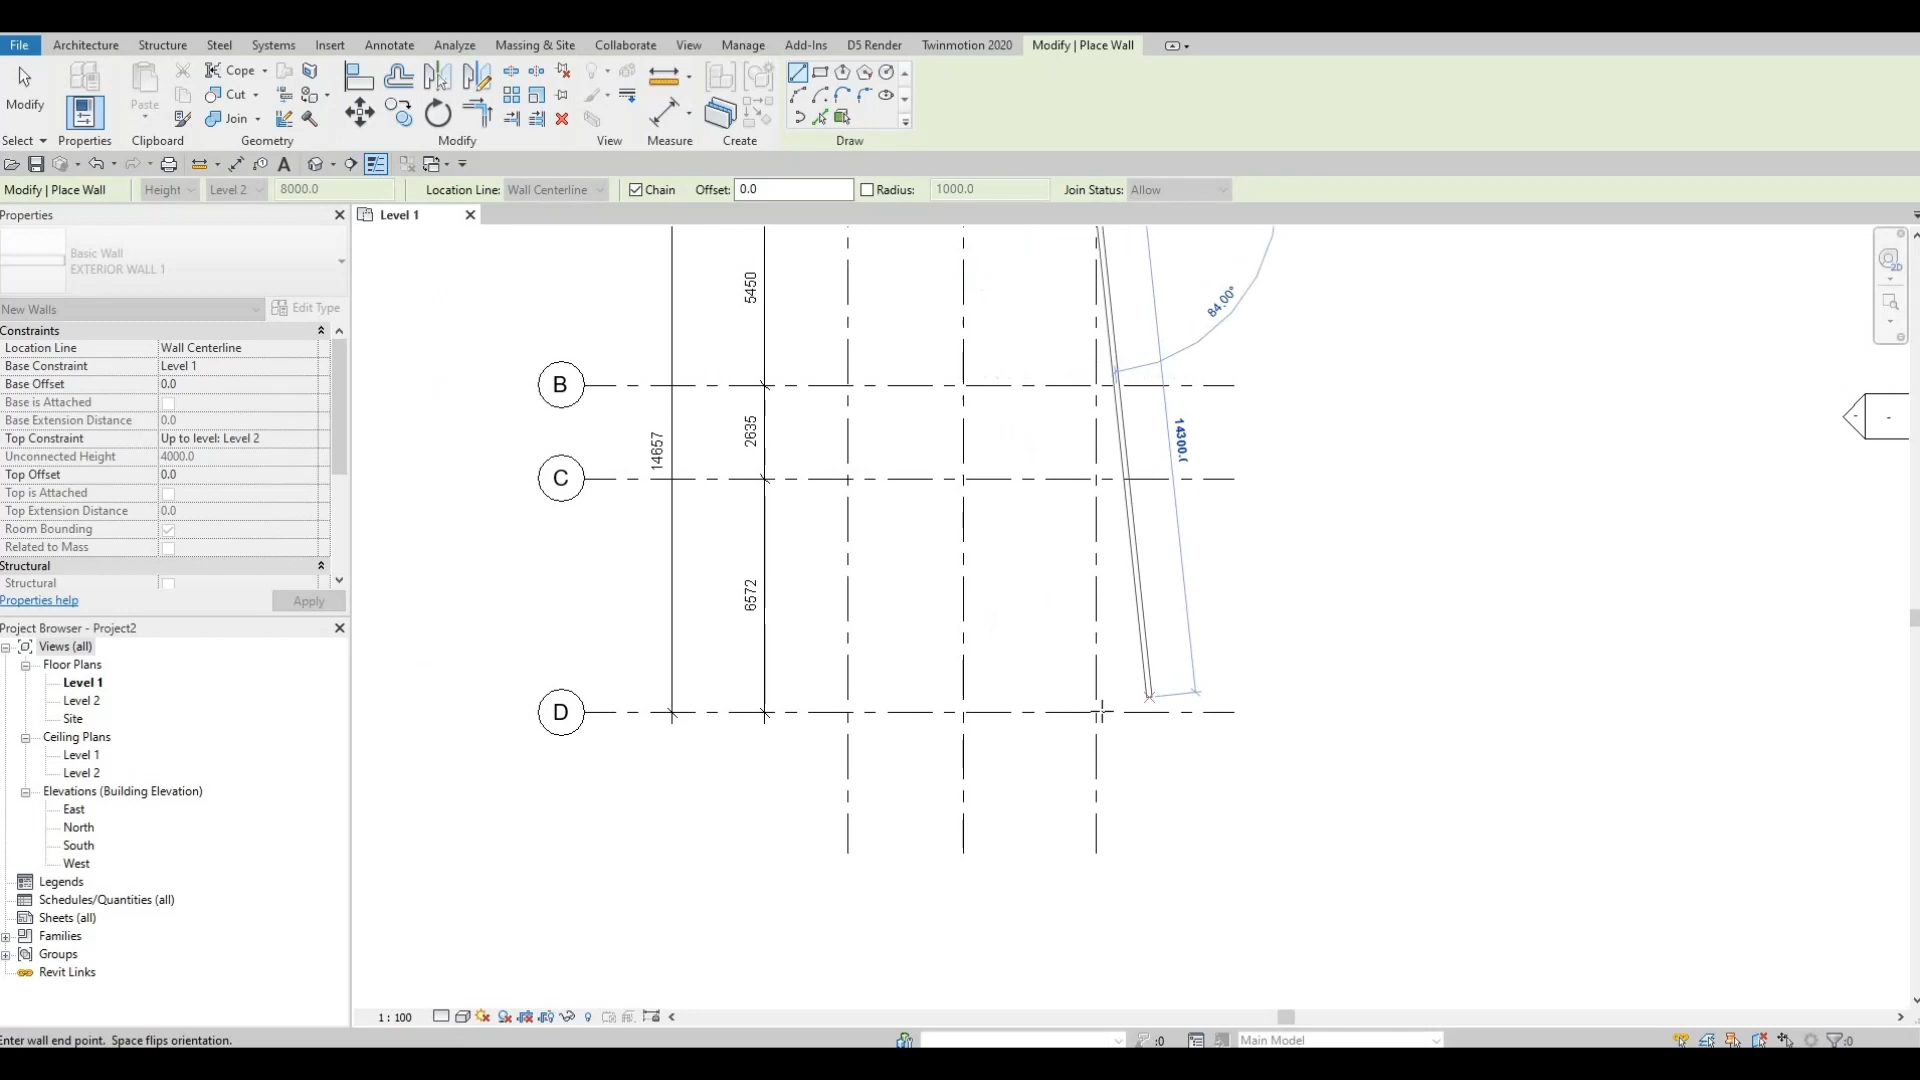 File Architecture Structure Steel Systems Insert Annotate Analyze Massing & Site Collaborate View Manage Add-Ins D5 Render Twinmotion 2020 Modify | Place Wall
Cope
Modify Paste Cut
Join
Select Properties Clipboard Geometry Modify View Measure Create Draw
Modify | Place Wall Height Level 2 8000.0 Location Line: Wall Centerline Chain Offset: 0.0 Radius: 1000.0 Join Status: Allow
Properties
Level 1
Basic Wall
EXTERIOR WALL 1
New Walls Edit Type
Constraints
Location Line Wall Centerline
Base Constraint Level 1
Base Offset 0.0
Base is Attached
Base Extension Distance 0.0
Top Constraint Up to level: Level 2
Unconnected Height 4000.0
Top Offset 0.0
Top is Attached
Top Extension Distance 0.0
Room Bounding
Related to Mass
Structural
Structural
Properties help Apply
Project Browser - Project2
Views (all)
Floor Plans
Level 1
Level 2
Site
Ceiling Plans
Level 1
Level 2
Elevations (Building Elevation)
East
North
South
West
Legends
Schedules/Quantities (all)
Sheets (all)
Families
Groups
Revit Links
5450
84.00°
2D
B
14657
2635
14300.0
C
6572
D
1 : 100
Enter wall end point. Space flips orientation.
:0
Main Model
:0